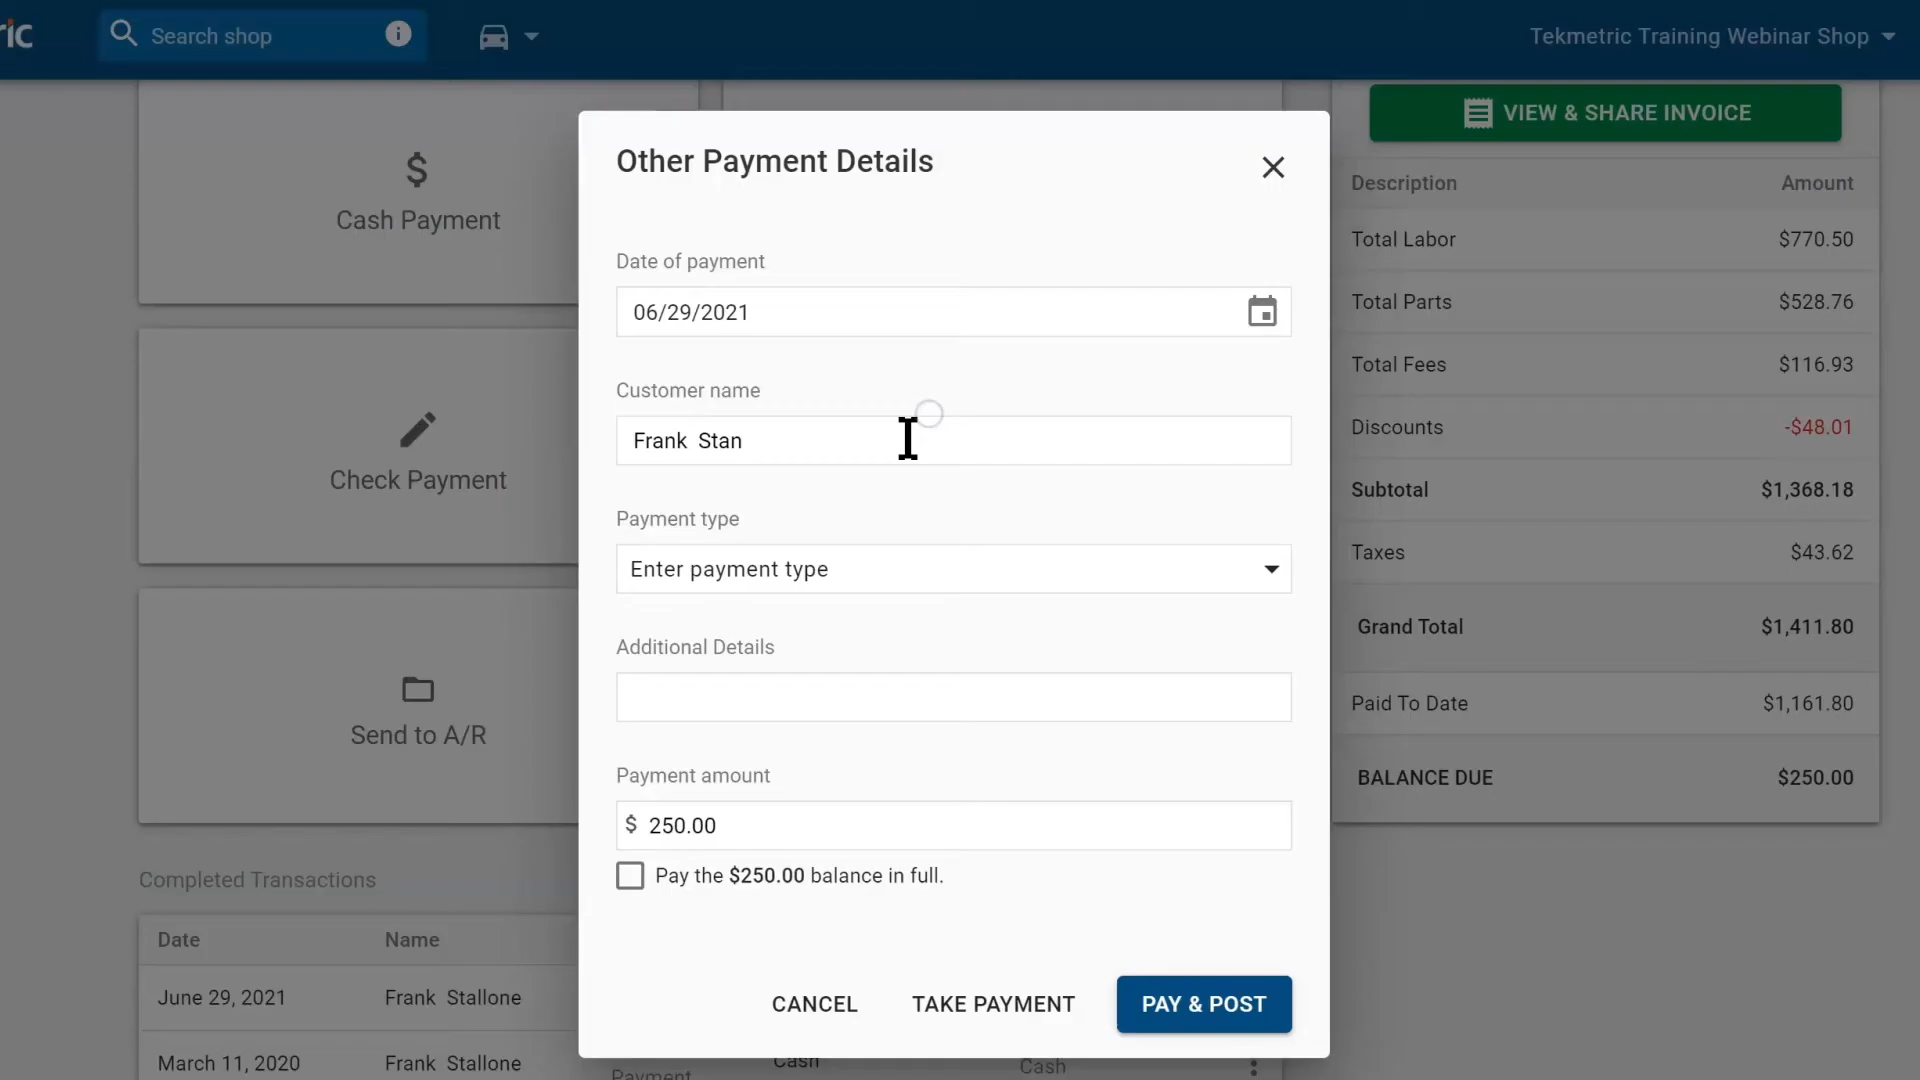 ric
Search shop
Tekmetric Training Webinar Shop
Cash Payment
Check Payment
Send to A/R
Completed Transactions
Date Name
June 29, 2021 Frank Stallone
March 11, 2020 Frank Stallone
Payment Cash Cash
Other Payment Details
Date of payment
06/29/2021
Customer name
Frank Stan
Payment type
Enter payment type
Additional Details
Payment amount
$ 250.00
Pay the $250.00 balance in full.
CANCEL TAKE PAYMENT PAY & POST
VIEW & SHARE INVOICE
Description Amount
Total Labor $770.50
Total Parts $528.76
Total Fees $116.93
Discounts -$48.01
Subtotal $1,368.18
Taxes $43.62
Grand Total $1,411.80
Paid To Date $1,161.80
BALANCE DUE $250.00